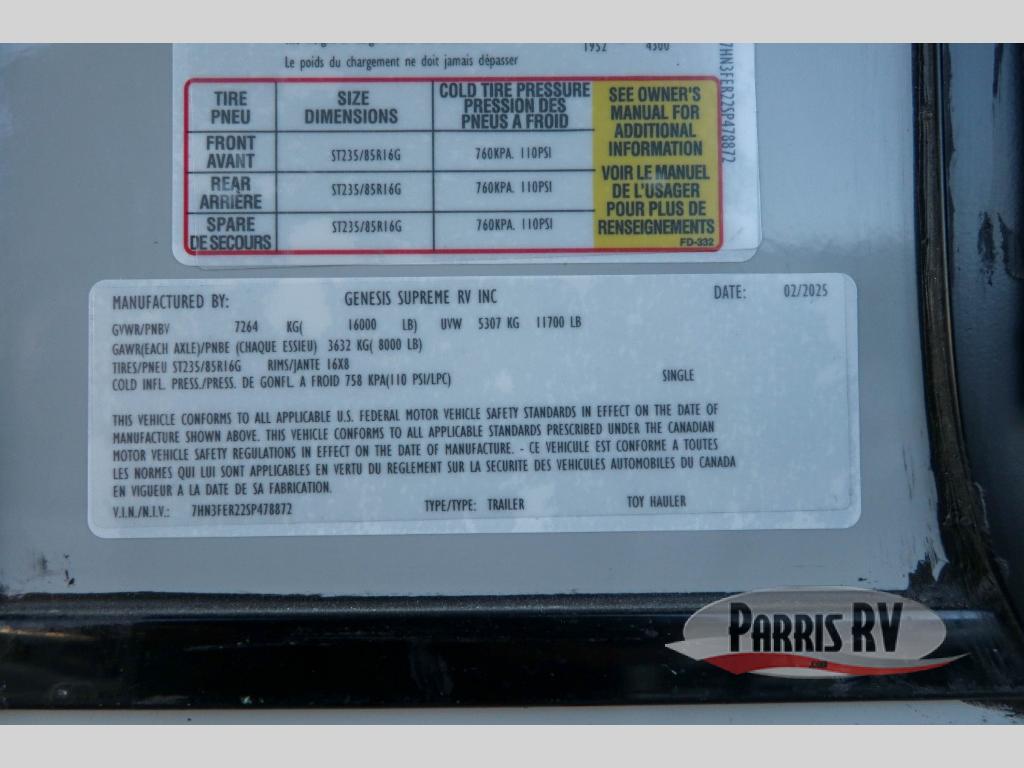 1952 4300
Le poids du chargement ne doit jamais dépasser
TIRE PNEU SIZE DIMENSIONS COLD TIRE PRESSURE PRESSION DES PNEUS A FROID
FRONT AVANT ST235/85R16G 760KPA. 110PSI
REAR ARRIÈRE ST235/85R16G 760KPA. 110PSI
SPARE DE SECOURS ST235/85R16G 760KPA. 110PSI
SEE OWNER'S
MANUAL FOR
ADDITIONAL
INFORMATION
VOIR LE MANUEL
DE L'USAGER
POUR PLUS DE
RENSEIGNEMENTS
FD-332
7HN3FER22SP478872
MANUFACTURED BY: GENESIS SUPREME RV INC DATE: 02/2025
GVWR/PNBV 7264 KG( 16000 LB) UVW 5307 KG 11700 LB
GAWR(EACH AXLE)/PNBE (CHAQUE ESSIEU) 3632 KG( 8000 LB)
TIRES/PNEU ST235/85R16G RIMS/JANTE 16X8
COLD INFL. PRESS./PRESS. DE GONFL. A FROID 758 KPA(110 PSI/LPC) SINGLE
THIS VEHICLE CONFORMS TO ALL APPLICABLE U.S. FEDERAL MOTOR VEHICLE SAFETY STANDARDS IN EFFECT ON THE DATE OF
MANUFACTURE SHOWN ABOVE. THIS VEHICLE CONFORMS TO ALL APPLICABLE STANDARDS PRESCRIBED UNDER THE CANADIAN
MOTOR VEHICLE SAFETY REGULATIONS IN EFFECT ON THE DATE OF MANUFACTURE. - CE VEHICULE EST CONFORME A TOUTES
LES NORMES QUI LUI SONT APPLICABLES EN VERTU DU REGLEMENT SUR LA SECURITE DES VEHICULES AUTOMOBILES DU CANADA
EN VIGUEUR A LA DATE DE SA FABRICATION.
V.I.N./N.I.V.: 7HN3FER22SP478872 TYPE/TYPE: TRAILER TOY HAULER
PARRIS RV
.com